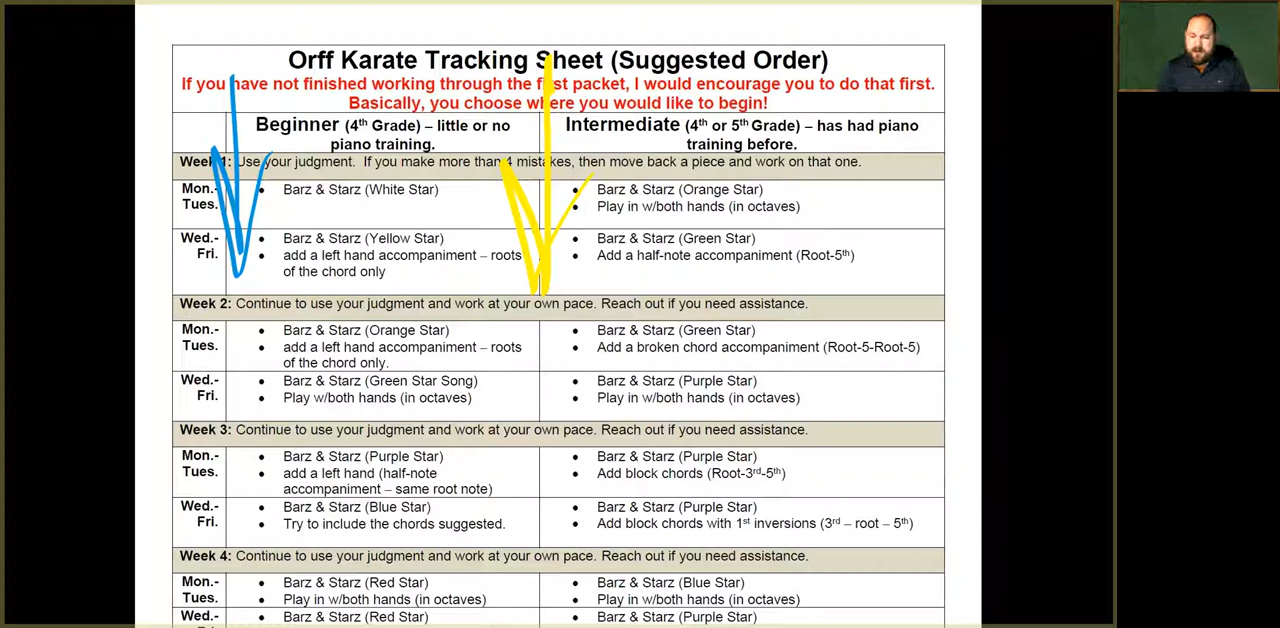 Orff Karate Tracking Sheet (Suggested Order)
If you have not finished working through the first packet, I would encourage you to do that first.
Basically, you choose where you would like to begin!
Beginner (4th Grade) – little or no
piano training.
Intermediate (4th or 5th Grade) – has had piano
training before.
Week 1: Use your judgment. If you make more than 4 mistakes, then move back a piece and work on that one.
Mon.-
Tues.
• Barz & Starz (White Star)
• Barz & Starz (Orange Star)
• Play in w/both hands (in octaves)
Wed.-
Fri.
• Barz & Starz (Yellow Star)
• add a left hand accompaniment – roots
of the chord only
• Barz & Starz (Green Star)
• Add a half-note accompaniment (Root-5th)
Week 2: Continue to use your judgment and work at your own pace. Reach out if you need assistance.
Mon.-
Tues.
• Barz & Starz (Orange Star)
• add a left hand accompaniment – roots
of the chord only.
• Barz & Starz (Green Star)
• Add a broken chord accompaniment (Root-5-Root-5)
Wed.-
Fri.
• Barz & Starz (Green Star Song)
• Play w/both hands (in octaves)
• Barz & Starz (Purple Star)
• Play in w/both hands (in octaves)
Week 3: Continue to use your judgment and work at your own pace. Reach out if you need assistance.
Mon.-
Tues.
• Barz & Starz (Purple Star)
• add a left hand (half-note
accompaniment – same root note)
• Barz & Starz (Purple Star)
• Add block chords (Root-3rd-5th)
Wed.-
Fri.
• Barz & Starz (Blue Star)
• Try to include the chords suggested.
• Barz & Starz (Purple Star)
• Add block chords with 1st inversions (3rd – root – 5th)
Week 4: Continue to use your judgment and work at your own pace. Reach out if you need assistance.
Mon.-
Tues.
• Barz & Starz (Red Star)
• Play in w/both hands (in octaves)
• Barz & Starz (Blue Star)
• Play in w/both hands (in octaves)
Wed.-
• Barz & Starz (Red Star)
• Barz & Starz (Purple Star)